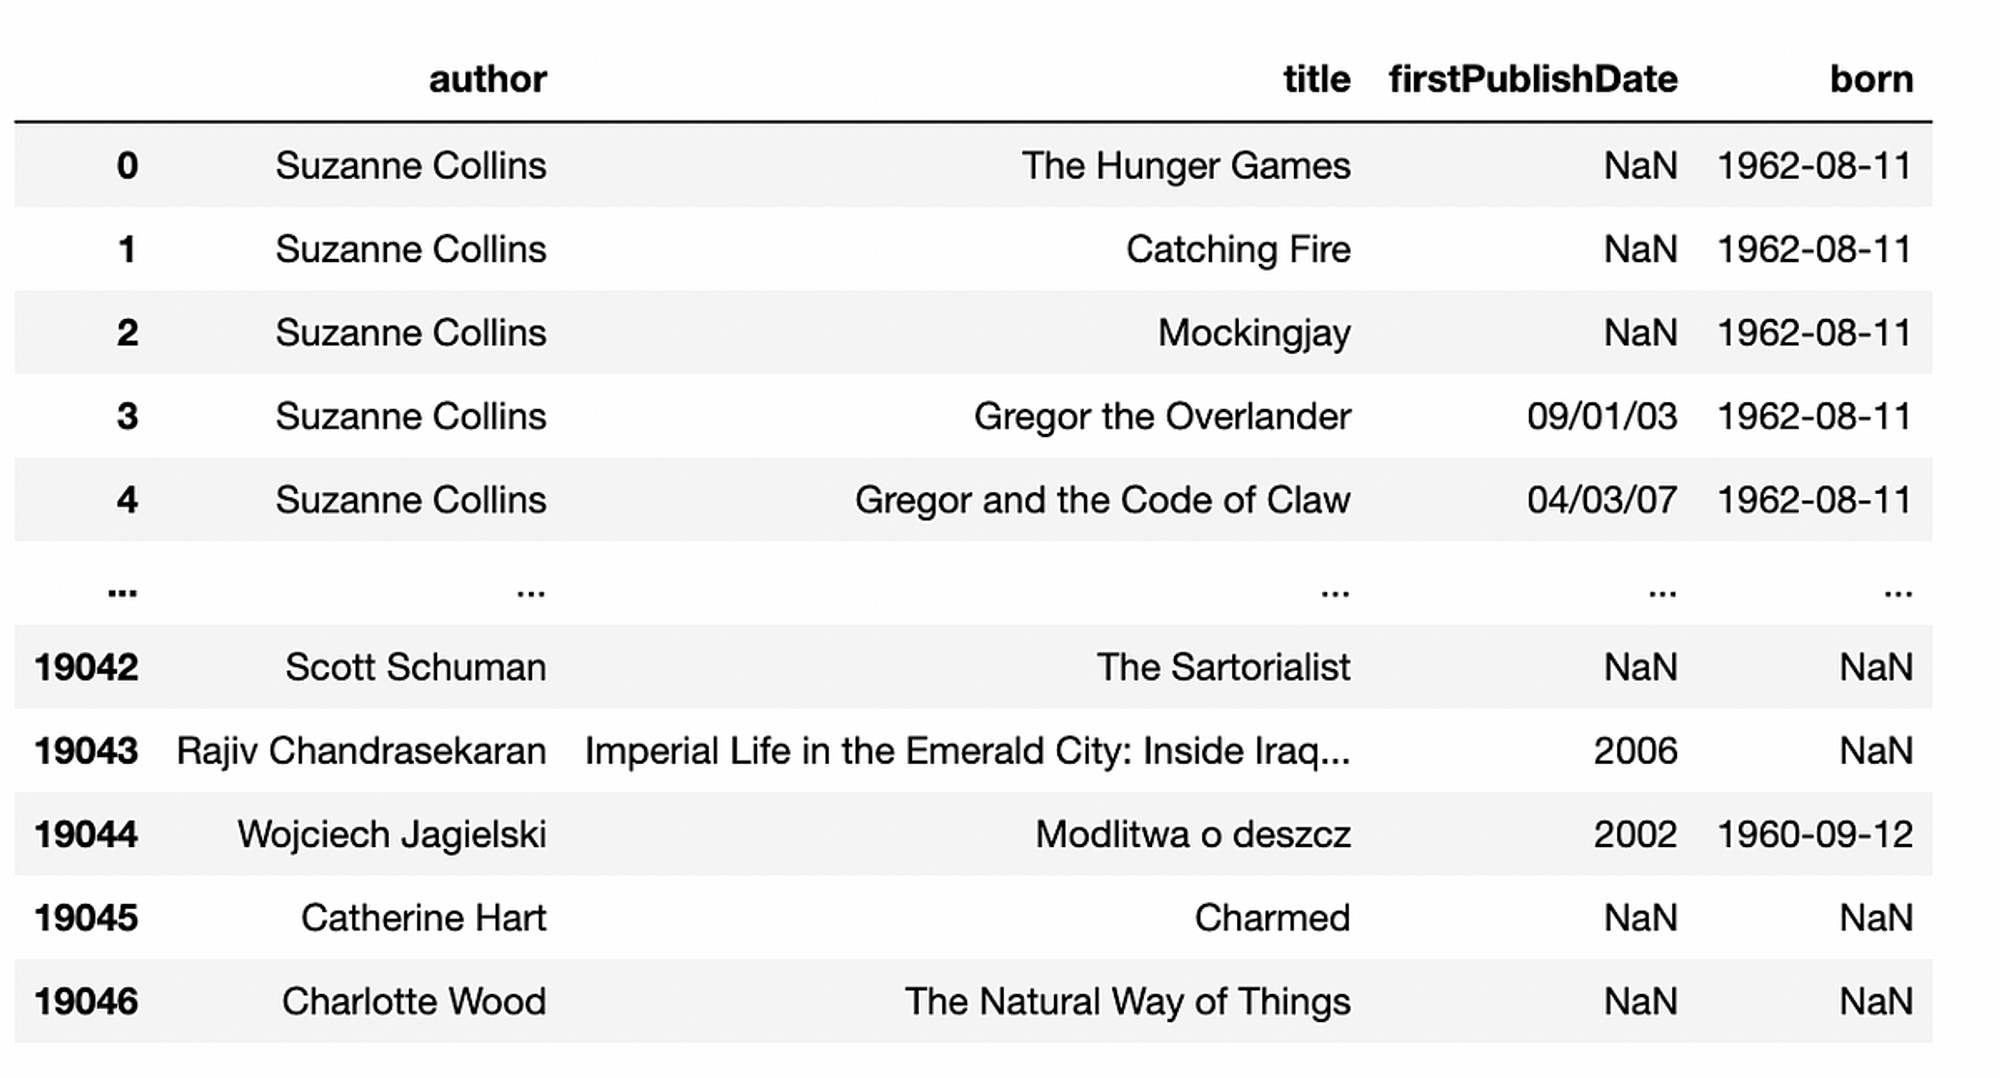 author title firstPublishDate born
0 Suzanne Collins The Hunger Games NaN 1962-08-11
1 Suzanne Collins Catching Fire NaN 1962-08-11
2 Suzanne Collins Mockingjay NaN 1962-08-11
3 Suzanne Collins Gregor the Overlander 09/01/03 1962-08-11
4 Suzanne Collins Gregor and the Code of Claw 04/03/07 1962-08-11
... ... ... ... ...
19042 Scott Schuman The Sartorialist NaN NaN
19043 Rajiv Chandrasekaran Imperial Life in the Emerald City: Inside Iraq... 2006 NaN
19044 Wojciech Jagielski Modlitwa o deszcz 2002 1960-09-12
19045 Catherine Hart Charmed NaN NaN
19046 Charlotte Wood The Natural Way of Things NaN NaN